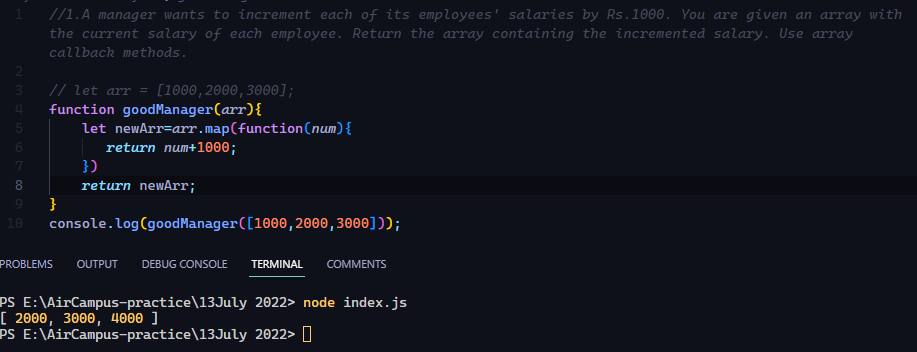 1 //1.A manager wants to increment each of its employees' salaries by Rs.1000. You are given an array with
the current salary of each employee. Return the array containing the incremented salary. Use array
callback methods.
2
3 // let arr = [1000,2000,3000];
4 function goodManager(arr){
5 let newArr=arr.map(function(num){
6 return num+1000;
7 })
8 return newArr;
9 }
10 console.log(goodManager([1000,2000,3000]));
PROBLEMS OUTPUT DEBUG CONSOLE TERMINAL COMMENTS
PS E:\AirCampus-practice\13July 2022> node index.js
[ 2000, 3000, 4000 ]
PS E:\AirCampus-practice\13July 2022>